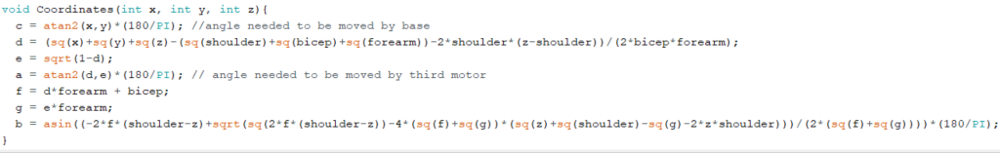 void Coordinates(int x, int y, int z){
c = atan2(x,y)*(180/PI); //angle needed to be moved by base
d = (sq(x)+sq(y)+sq(z)-(sq(shoulder)+sq(bicep)+sq(forearm))-2*shoulder*(z-shoulder))/(2*bicep*forearm);
e = sqrt(1-d);
a = atan2(d,e)*(180/PI); // angle needed to be moved by third motor
f = d*forearm + bicep;
g = e*forearm;
b = asin((-2*f*(shoulder-z)+sqrt(sq(2*f*(shoulder-z))-4*(sq(f)+sq(g))*(sq(z)+sq(shoulder)-sq(g)-2*z*shoulder)))/(2*(sq(f)+sq(g))))*(180/PI);
}